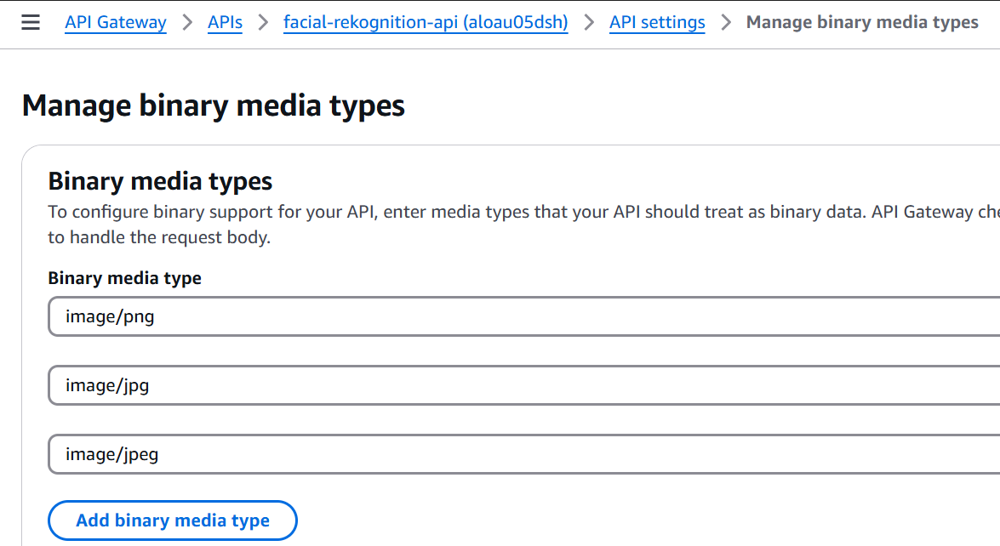 API Gateway > APIs > facial-rekognition-api (aloau05dsh) > API settings > Manage binary media types
Manage binary media types
Binary media types
To configure binary support for your API, enter media types that your API should treat as binary data. API Gateway
to handle the request body.
Binary media type
image/png
image/jpg
image/jpeg
Add binary media type